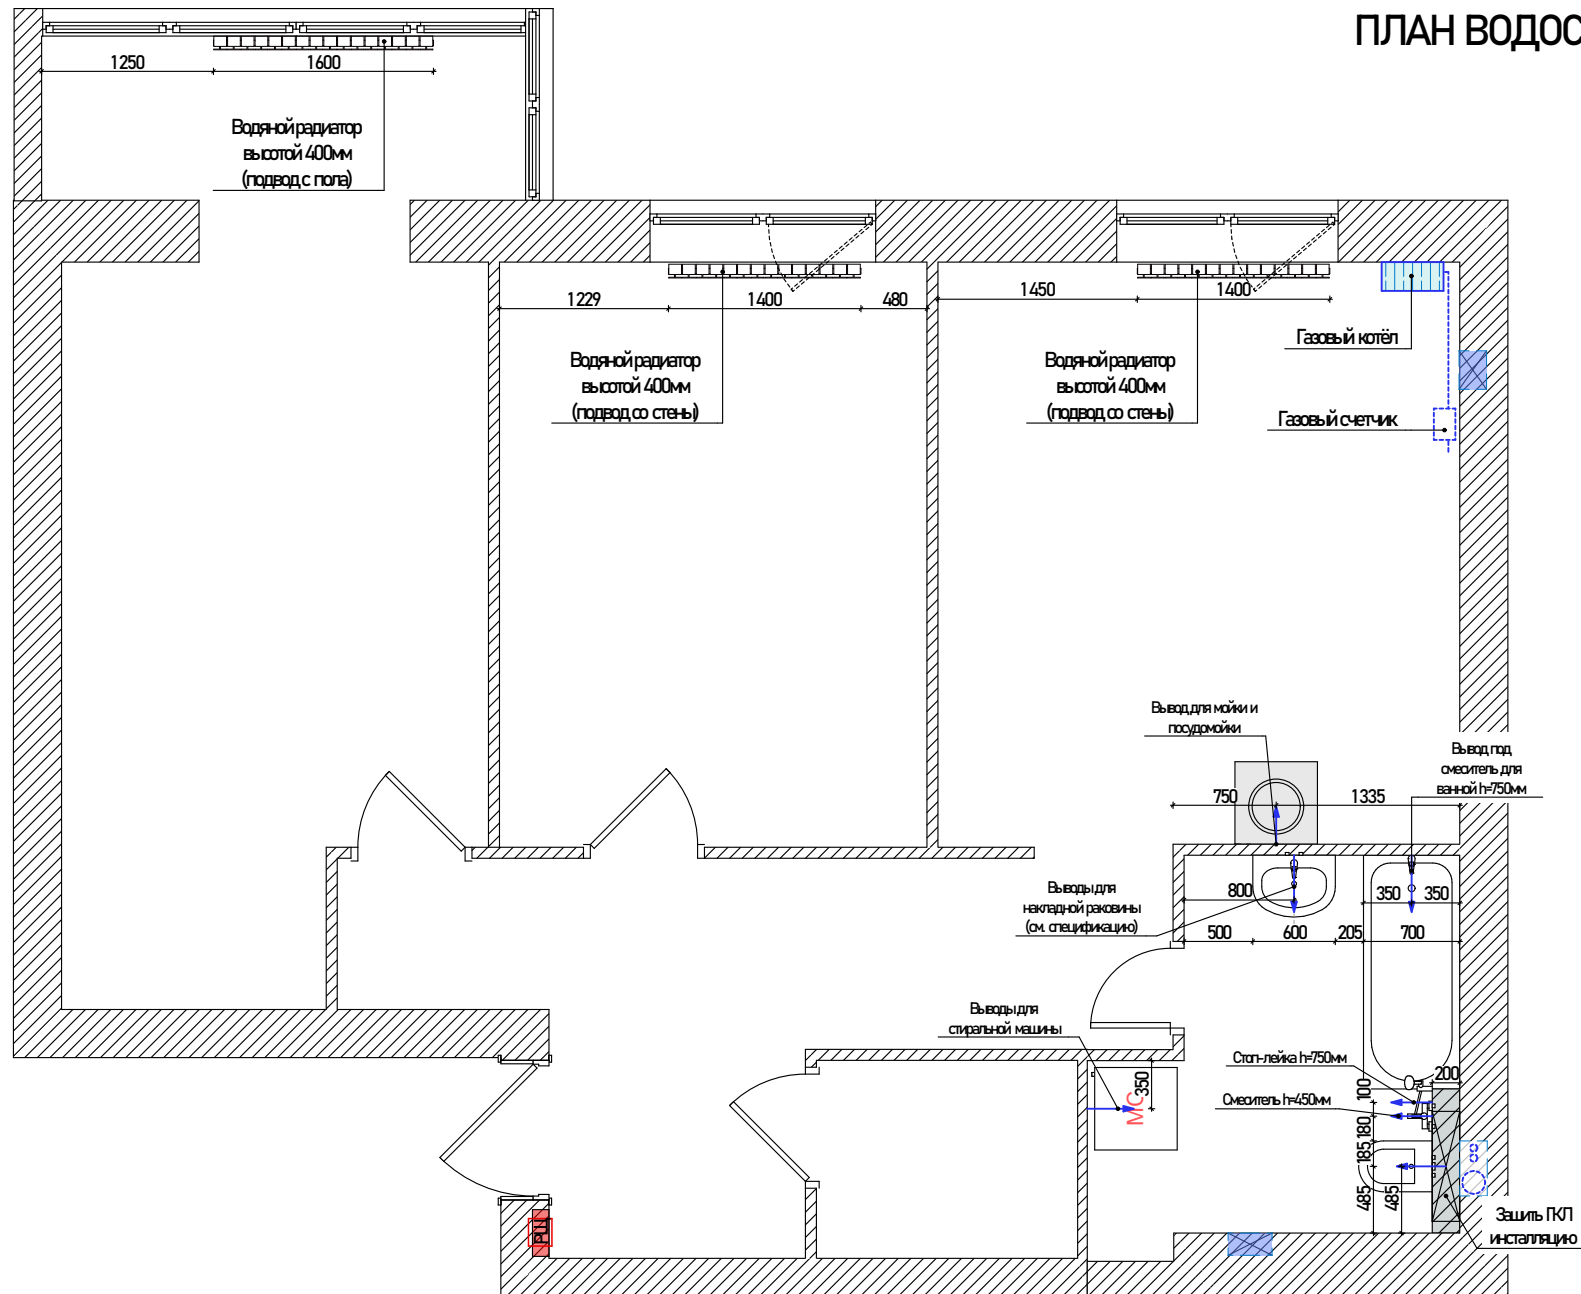 ПЛАН ВОДОС
1250
1600
Водяной радиатор
высотой 400мм
(подвод с пола)
1229
1400
480
1450
1400
Водяной радиатор
высотой 400мм
(подвод со стены)
Водяной радиатор
высотой 400мм
(подвод со стены)
Газовый котёл
Газовый счетчик
Вывод для мойки и
посудомойки
Вывод под
смеситель для
ванной h=750мм
750
1335
Выводы для
накладной раковины
(см. спецификацию)
800
350
350
500
600
205
700
Выводы для
стиральной машины
350
МС
Стоп-лейка h=750мм
Смеситель h=450мм
200
100
180
185
485
485
РЩ
Зашить ГКЛ
инсталляцию